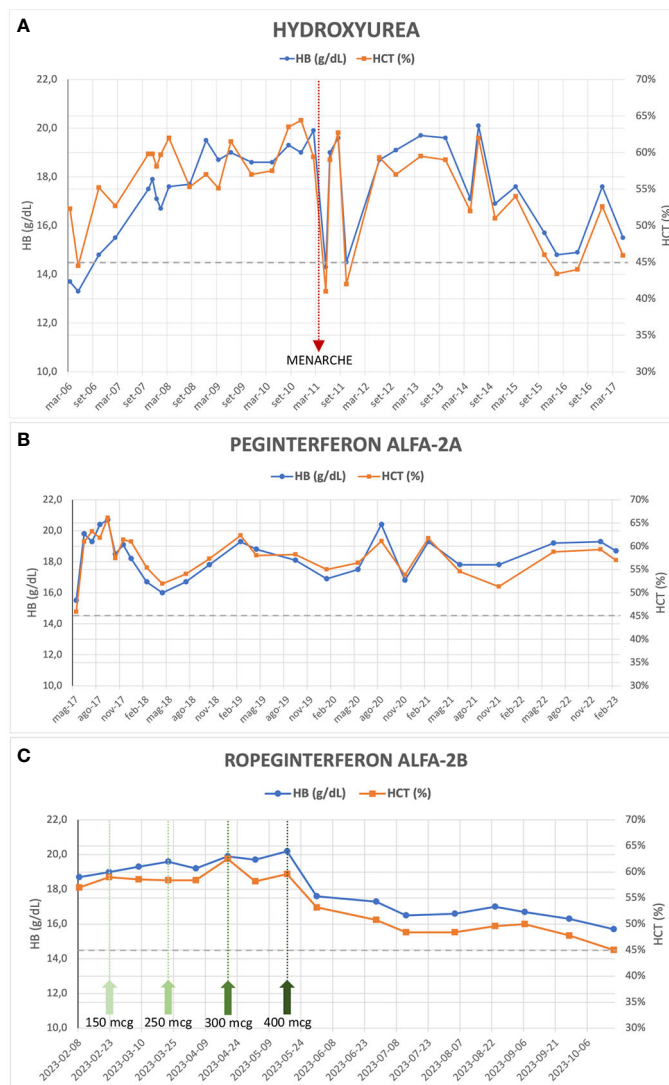 A
HYDROXYUREA
HB (g/dL) HCT (%)
22,0 70%
20,0 65%
18,0 60%
16,0 55%
14,0 50%
12,0 45%
10,0 40%
35%
30%
HB (g/dL)
HCT (%)
MENARCHE
mar-06 set-06 mar-07 set-07 mar-08 set-08 mar-09 set-09 mar-10 set-10 mar-11 set-11 mar-12 set-12 mar-13 set-13 mar-14 set-14 mar-15 set-15 mar-16 set-16 mar-17
B
PEGINTERFERON ALFA-2A
HB (g/dL) HCT (%)
22,0 70%
20,0 65%
18,0 60%
16,0 55%
14,0 50%
12,0 45%
10,0 40%
35%
30%
HB (g/dL)
HCT (%)
mag-17 ago-17 nov-17 feb-18 mag-18 ago-18 nov-18 feb-19 mag-19 ago-19 nov-19 feb-20 mag-20 ago-20 nov-20 feb-21 mag-21 ago-21 nov-21 feb-22 mag-22 ago-22 nov-22 feb-23
C
ROPEGINTERFERON ALFA-2B
HB (g/dL) HCT (%)
22,0 70%
20,0 65%
18,0 60%
16,0 55%
14,0 50%
12,0 45%
10,0 40%
35%
30%
HB (g/dL)
HCT (%)
150 mcg 250 mcg 300 mcg 400 mcg
2023-02-08 2023-02-23 2023-03-10 2023-03-25 2023-04-09 2023-04-24 2023-05-09 2023-05-24 2023-06-08 2023-06-23 2023-07-08 2023-07-23 2023-08-07 2023-08-22 2023-09-06 2023-09-21 2023-10-06